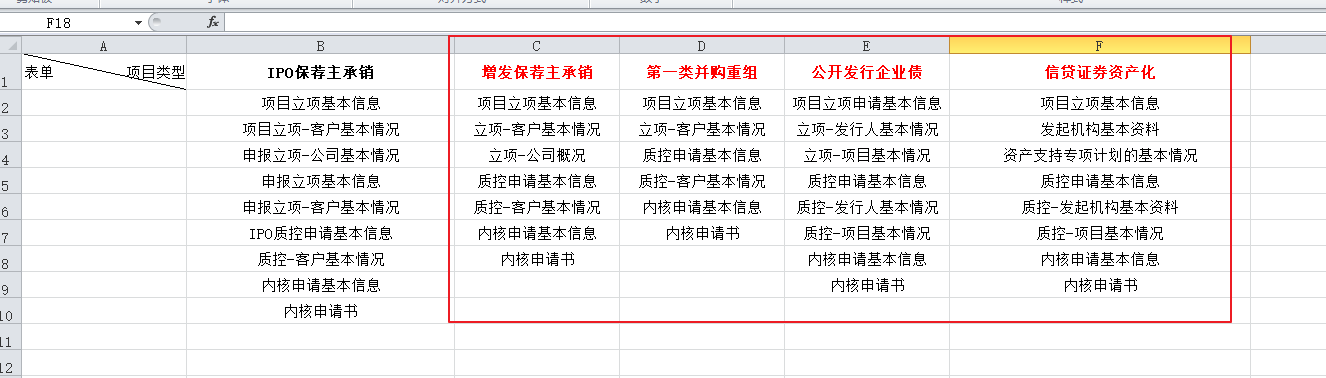 F18 fx
A B C D E F
1 表单 项目类型 IPO保荐主承销 增发保荐主承销 第一类并购重组 公开发行企业债 信贷证券资产化
2 项目立项基本信息 项目立项基本信息 项目立项基本信息 项目立项申请基本信息 项目立项基本信息
3 项目立项-客户基本情况 立项-客户基本情况 立项-客户基本情况 立项-发行人基本情况 发起机构基本资料
4 申报立项-公司基本情况 立项-公司概况 质控申请基本信息 立项-项目基本情况 资产支持专项计划的基本情况
5 申报立项基本信息 质控申请基本信息 质控-客户基本情况 质控申请基本信息 质控申请基本信息
6 申报立项-客户基本情况 质控-客户基本情况 内核申请基本信息 质控-发行人基本情况 质控-发起机构基本资料
7 IPO质控申请基本信息 内核申请基本信息 内核申请书 质控-项目基本情况 质控-项目基本情况
8 质控-客户基本情况 内核申请书 内核申请基本信息 内核申请基本信息
9 内核申请基本信息 内核申请书 内核申请书
10 内核申请书
11
12